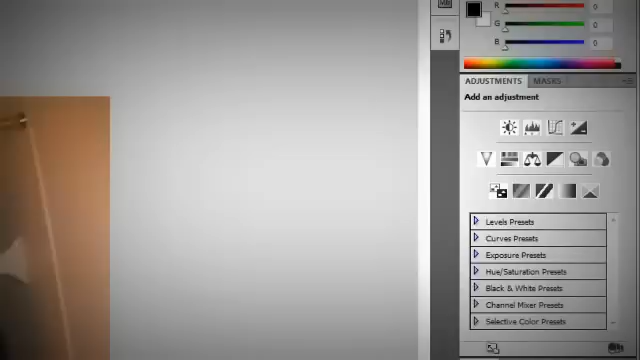 R 0
G 0
B 0
ADJUSTMENTS MASKS
Add an adjustment
Levels Presets
Curves Presets
Exposure Presets
Hue/Saturation Presets
Black & White Presets
Channel Mixer Presets
Selective Color Presets